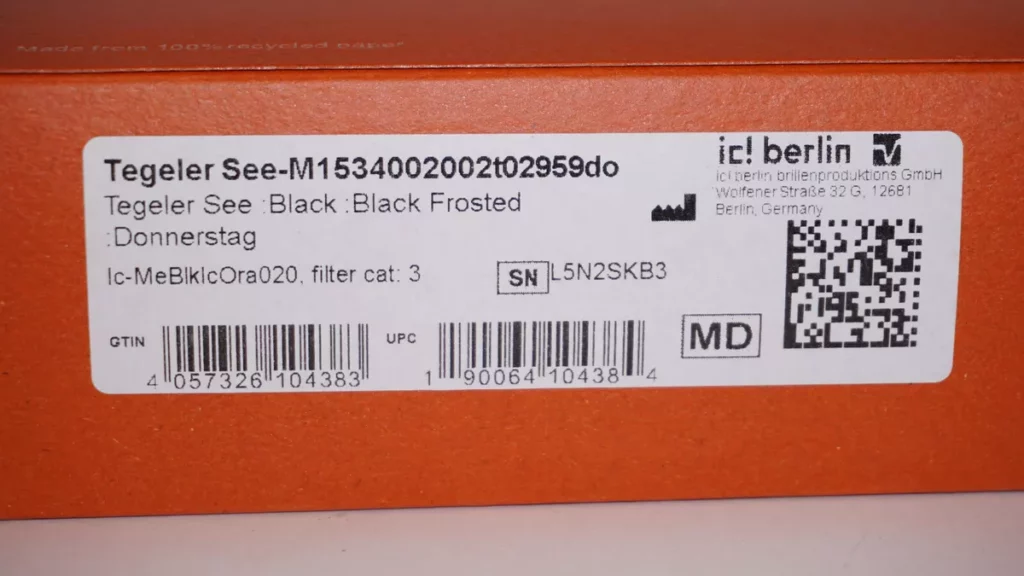 Made from 100% recycled paper
Tegeler See-M1534002002t02959do
Tegeler See :Black :Black Frosted
:Donnerstag
Ic-MeBlkIcOra020, filter cat: 3
SN L5N2SKB3
ic! berlin
ic! berlin brillenproduktions GmbH
Wolfener Straße 32 G, 12681
Berlin, Germany
GTIN
4 057326 104383
UPC
1 90064 10438 4
MD